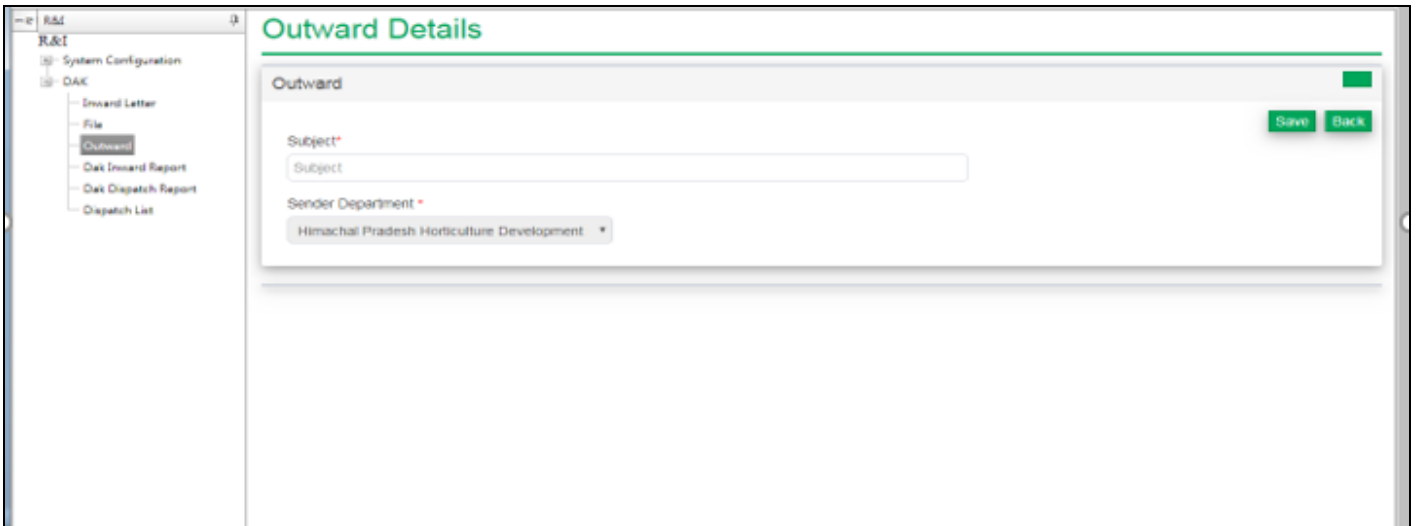 R&I
R&I
System Configuration
DAK
Inward Letter
File
Outward
Dak Inward Report
Dak Dispatch Report
Dispatch List
Outward Details
Outward
Save Back
Subject*
Subject
Sender Department *
Himachal Pradesh Horticulture Development